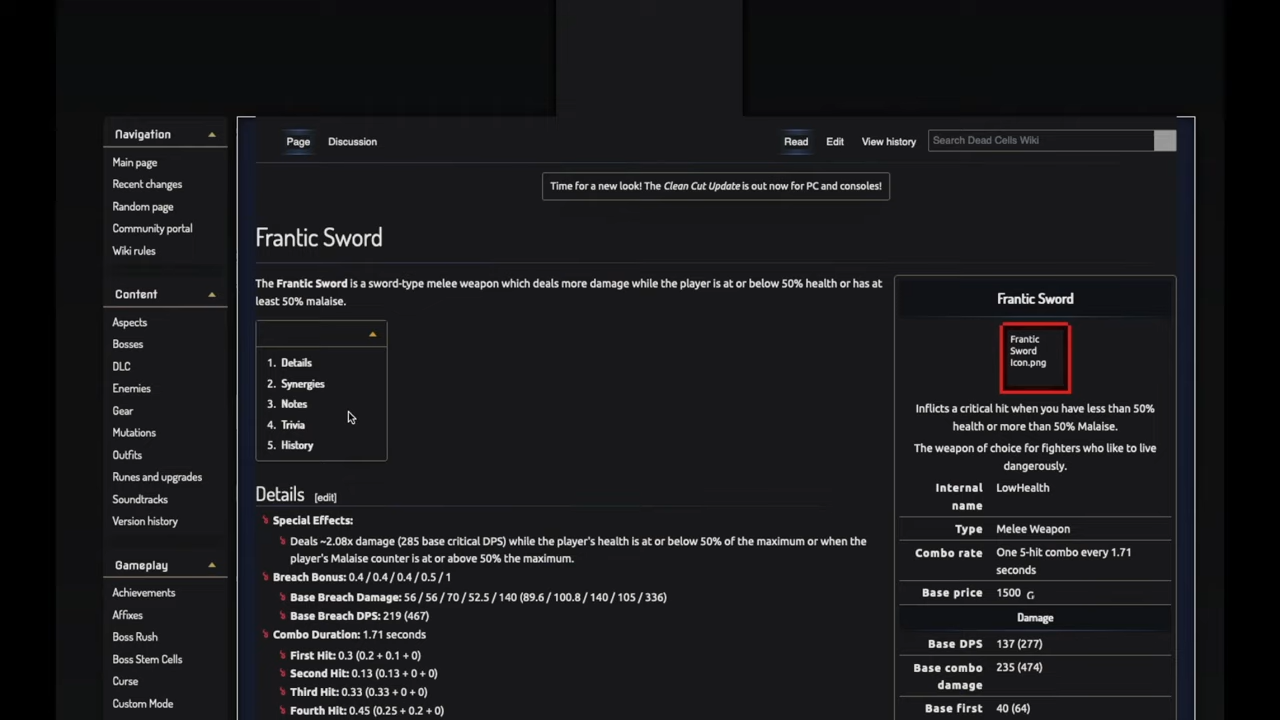 Navigation
Main page
Recent changes
Random page
Community portal
Wiki rules
Content
Aspects
Bosses
DLC
Enemies
Gear
Mutations
Outfits
Runes and upgrades
Soundtracks
Version history
Gameplay
Achievements
Affixes
Boss Rush
Boss Stem Cells
Curse
Custom Mode
Page
Discussion
Read
Edit
View history
Search Dead Cells Wiki
Time for a new look! The Clean Cut Update is out now for PC and consoles!
Frantic Sword
The Frantic Sword is a sword-type melee weapon which deals more damage while the player is at or below 50% health or has at
least 50% malaise.
1. Details
2. Synergies
3. Notes
4. Trivia
5. History
Details [edit]
Special Effects:
Deals ~2.08x damage (285 base critical DPS) while the player's health is at or below 50% of the maximum or when the
player's Malaise counter is at or above 50% the maximum.
Breach Bonus: 0.4 / 0.4 / 0.4 / 0.5 / 1
Base Breach Damage: 56 / 56 / 70 / 52.5 / 140 (89.6 / 100.8 / 140 / 105 / 336)
Base Breach DPS: 219 (467)
Combo Duration: 1.71 seconds
First Hit: 0.3 (0.2 + 0.1 + 0)
Second Hit: 0.13 (0.13 + 0 + 0)
Third Hit: 0.33 (0.33 + 0 + 0)
Fourth Hit: 0.45 (0.25 + 0.2 + 0)
Frantic Sword
Frantic
Sword
Icon.png
Inflicts a critical hit when you have less than 50%
health or more than 50% Malaise.
The weapon of choice for fighters who like to live
dangerously.
Internal name LowHealth
Type Melee Weapon
Combo rate One 5-hit combo every 1.71 seconds
Base price 1500 G
Damage
Base DPS 137 (277)
Base combo damage 235 (474)
Base first 40 (64)